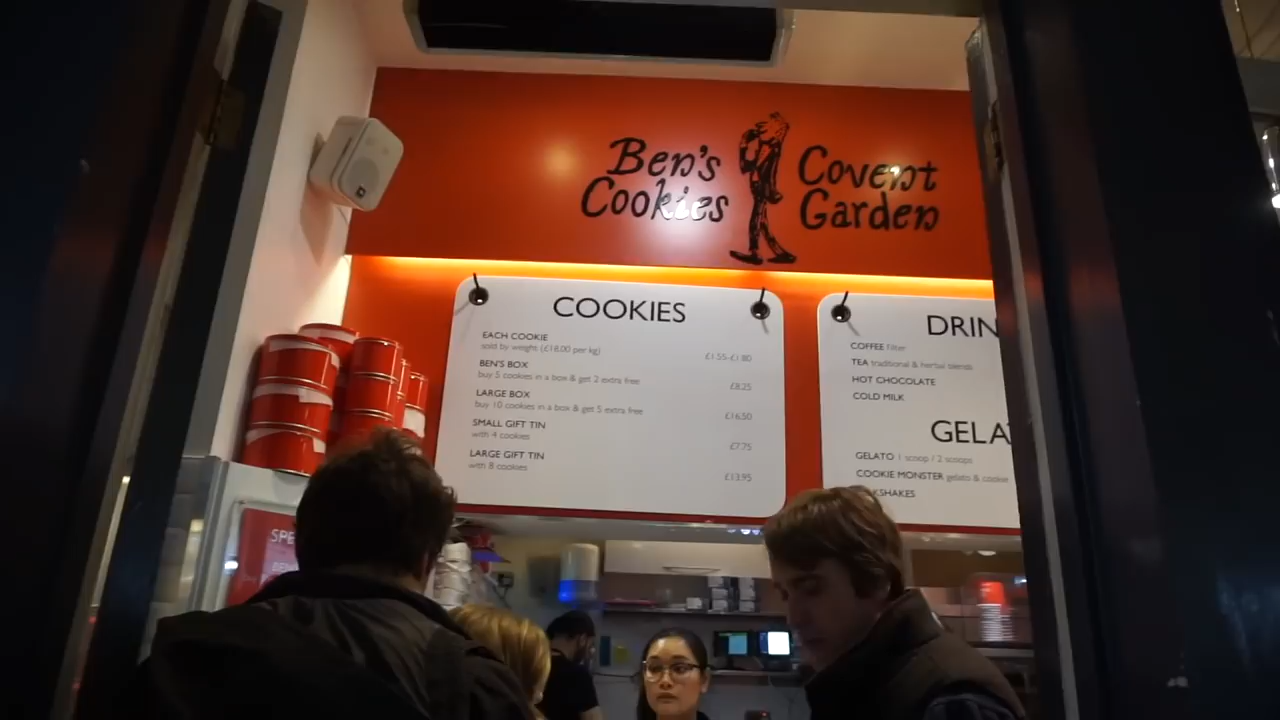 Ben's Covent
Cookies Garden
COOKIES
EACH COOKIE
sold by weight (£18.00 per kg) £1.55-£1.80
BEN'S BOX
buy 5 cookies in a box & get 2 extra free £8.25
LARGE BOX
buy 10 cookies in a box & get 5 extra free £16.50
SMALL GIFT TIN
with 4 cookies £7.75
LARGE GIFT TIN
with 8 cookies £13.95
DRIN
COFFEE filter
TEA traditional & herbal blends
HOT CHOCOLATE
COLD MILK
GELA
GELATO 1 scoop / 2 scoops
COOKIE MONSTER gelato & cookie
KSHAKES
SPE